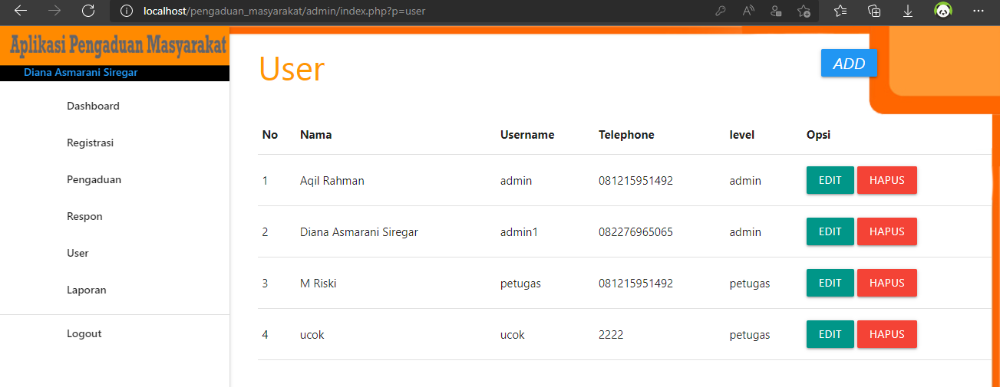 localhost/pengaduan_masyarakat/admin/index.php?p=user
Aplikasi Pengaduan Masyarakat
Diana Asmarani Siregar
Dashboard
Registrasi
Pengaduan
Respon
User
Laporan
Logout
User
ADD
No Nama Username Telephone level Opsi
1 Aqil Rahman admin 081215951492 admin EDIT HAPUS
2 Diana Asmarani Siregar admin1 082276965065 admin EDIT HAPUS
3 M Riski petugas 081215951492 petugas EDIT HAPUS
4 ucok ucok 2222 petugas EDIT HAPUS